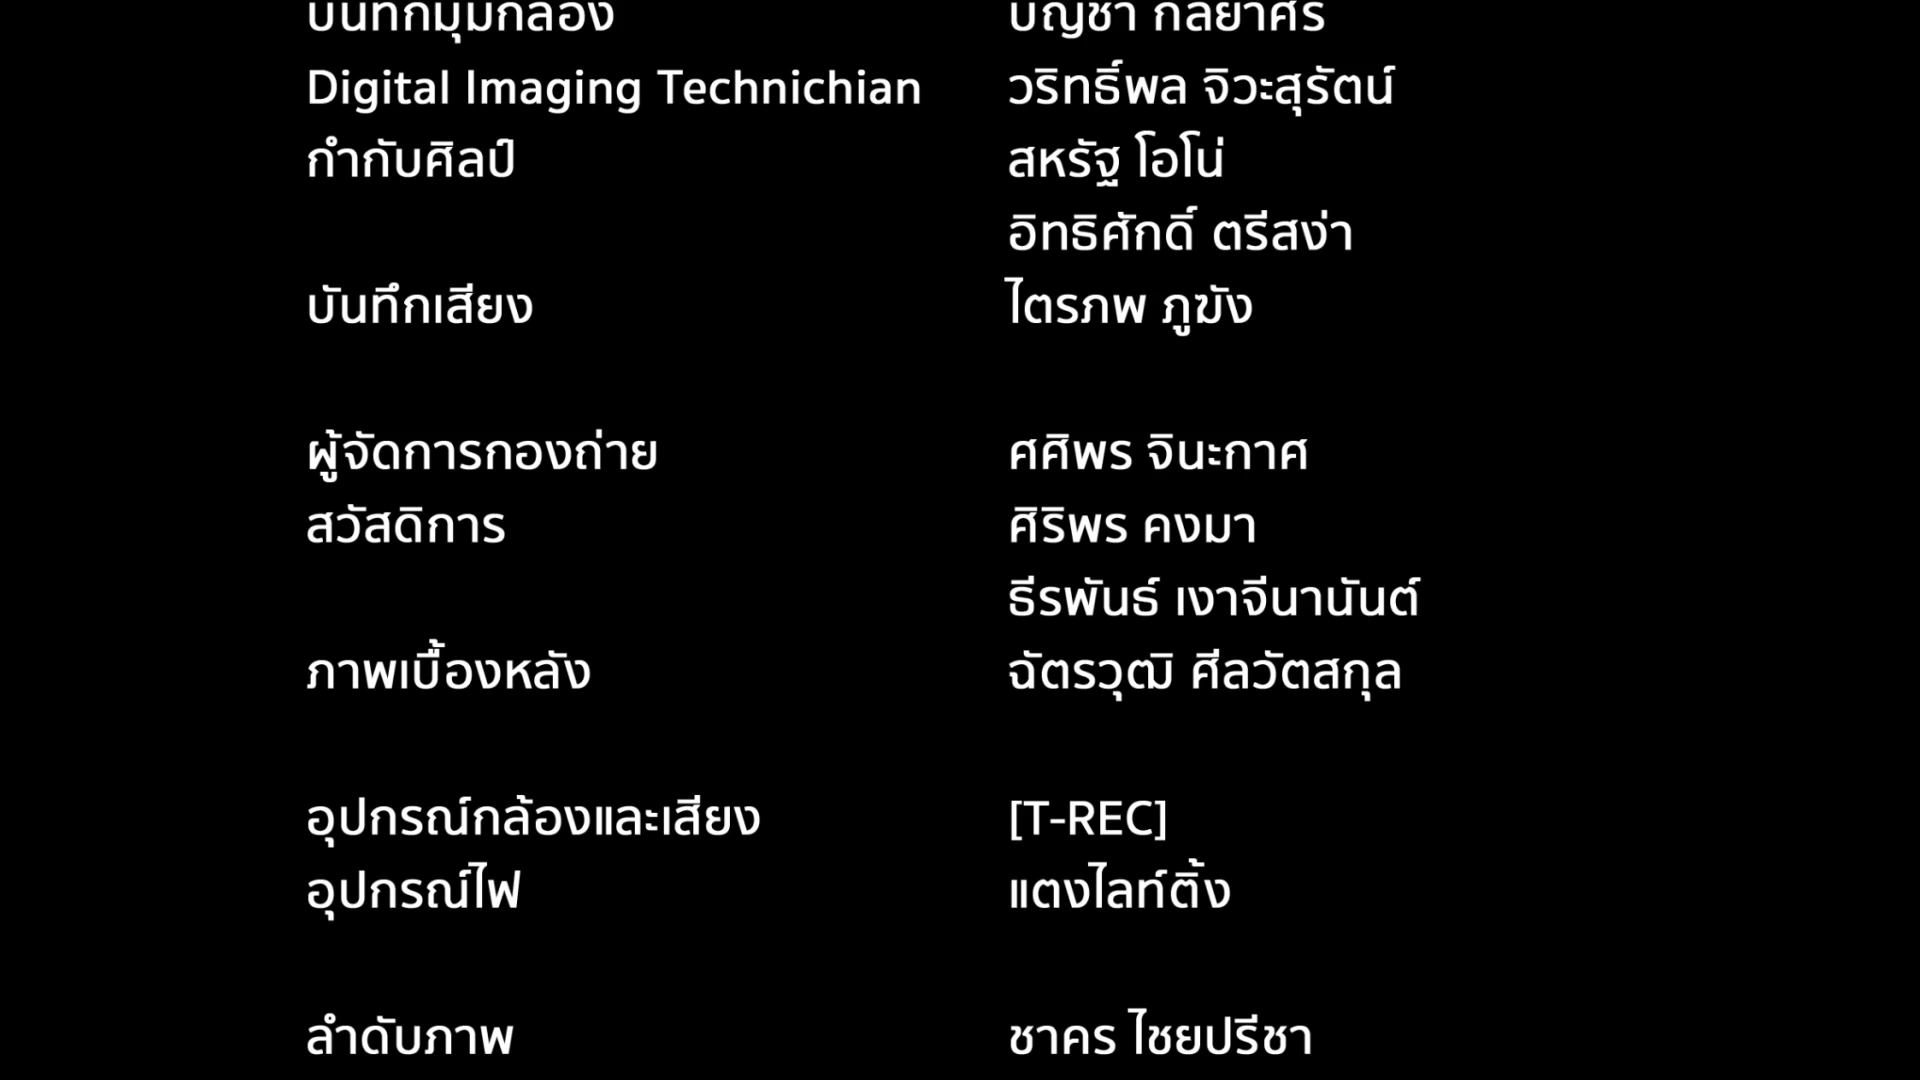 บันทึกมุมกล้อง บัญชา กัลยาศิริ
Digital Imaging Technichian วริทธิ์พล จิวะสุรัตน์
กำกับศิลป์ สหรัฐ โอโน่
อิทธิศักดิ์ ตรีสง่า
บันทึกเสียง ไตรภพ ภูฆัง
ผู้จัดการกองถ่าย ศศิพร จินะกาศ
สวัสดิการ ศิริพร คงมา
ธีรพันธ์ เงาจีนานันต์
ภาพเบื้องหลัง ฉัตรวุฒิ ศีลวัตสกุล
อุปกรณ์กล้องและเสียง [T-REC]
อุปกรณ์ไฟ แตงไลท์ติ้ง
ลำดับภาพ ชาคร ไชยปรีชา